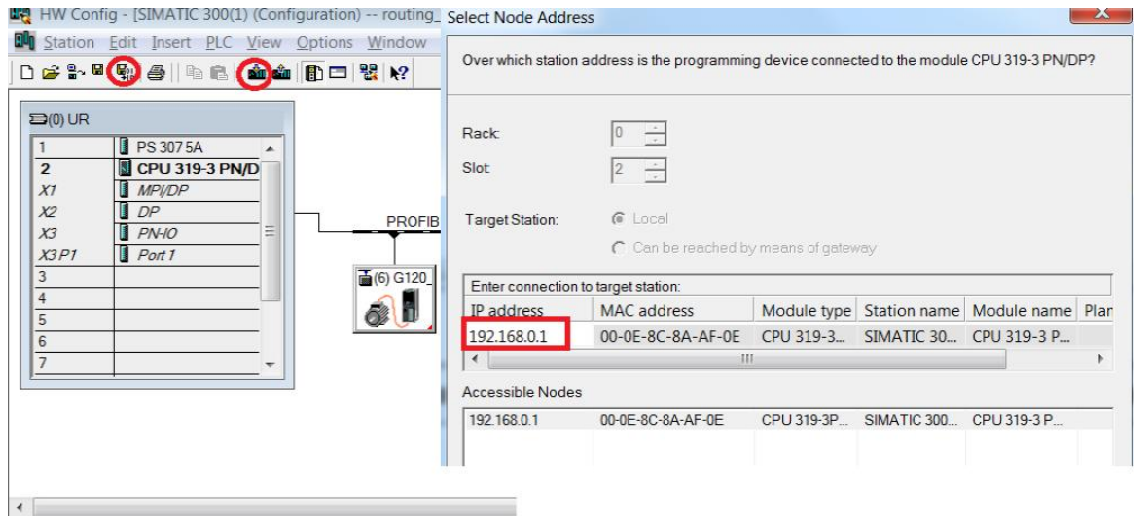 HW Config - [SIMATIC 300(1) (Configuration) -- routing_
Station Edit Insert PLC View Options Window
(0) UR
1 PS 307 5A
2 CPU 319-3 PN/D
X1 MPI/DP
X2 DP
X3 PN-IO
X3 P1 Port 1
3
4
5
6
7
PROFIB
(6) G120_
Select Node Address
Over which station address is the programming device connected to the module CPU 319-3 PN/DP?
Rack: 0
Slot: 2
Target Station: Local
Can be reached by means of gateway
Enter connection to target station:
IP address MAC address Module type Station name Module name Plan
192.168.0.1 00-0E-8C-8A-AF-0E CPU 319-3... SIMATIC 30... CPU 319-3 P...
Accessible Nodes
192.168.0.1 00-0E-8C-8A-AF-0E CPU 319-3P... SIMATIC 300... CPU 319-3 P...